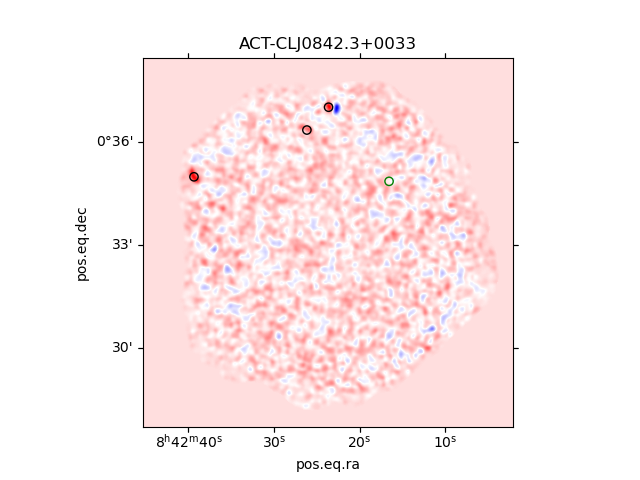 ACT-CLJ0842.3+0033
0°36'
33'
30'
pos.eq.dec
8ʰ42ᵐ40ˢ 30ˢ 20ˢ 10ˢ
pos.eq.ra